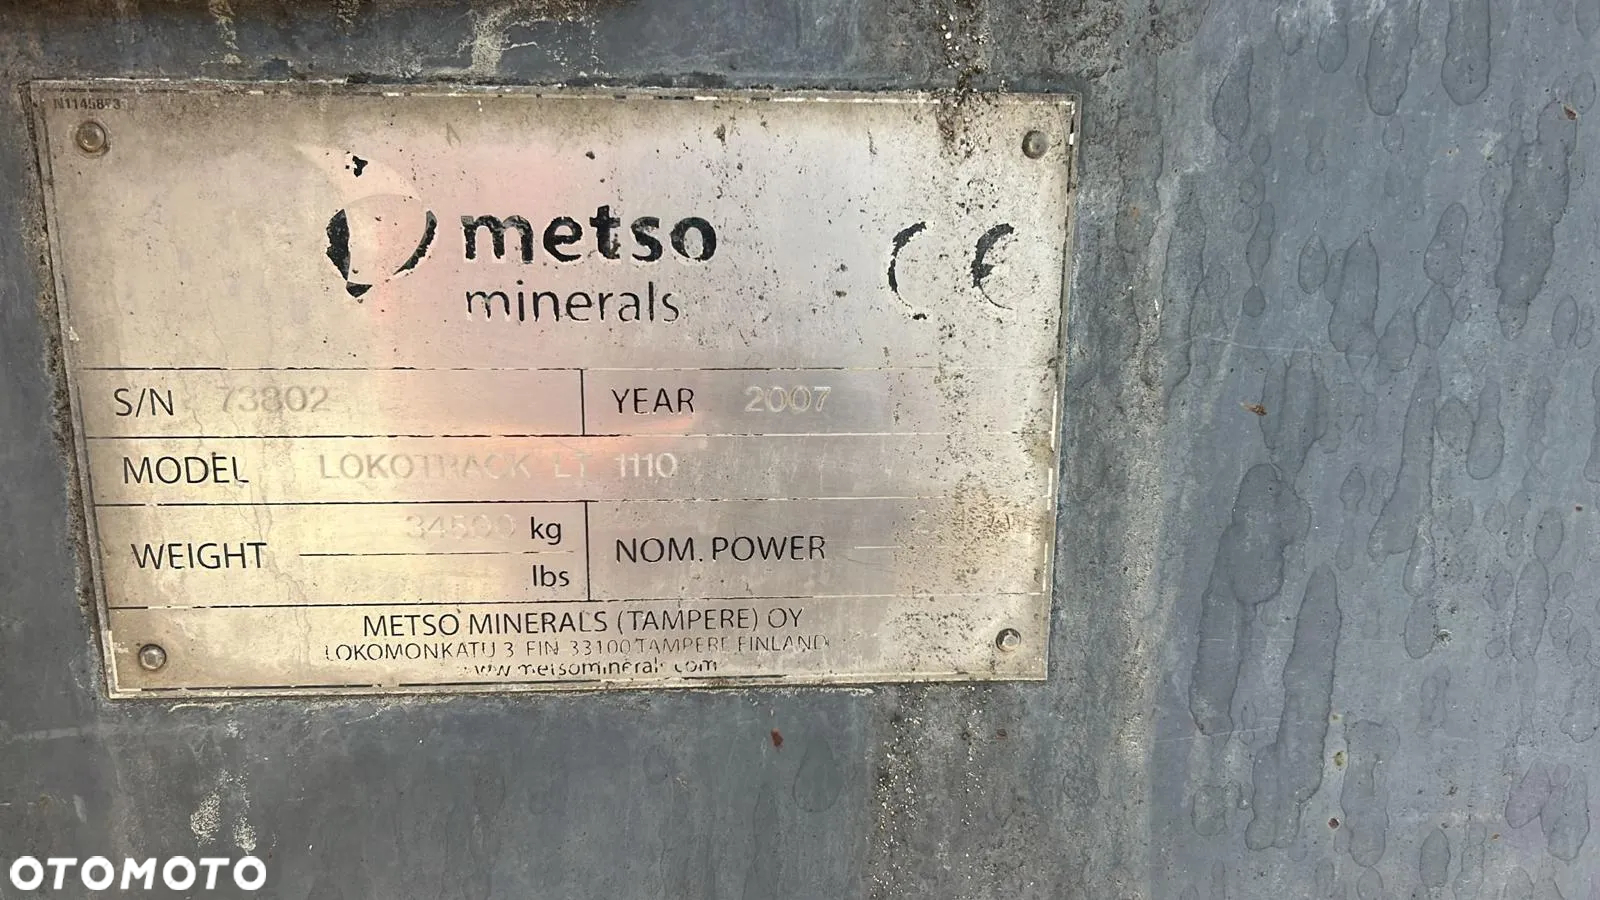 metso
minerals
CE
S/N 73802 YEAR 2007
MODEL LOKOTRACK LT 1110
34500 kg
WEIGHT NOM. POWER
lbs
METSO MINERALS (TAMPERE) OY
LOKOMONKATU 3 FIN 33100 TAMPERE FINLAND
www.metsominerals.com
OTOMOTO